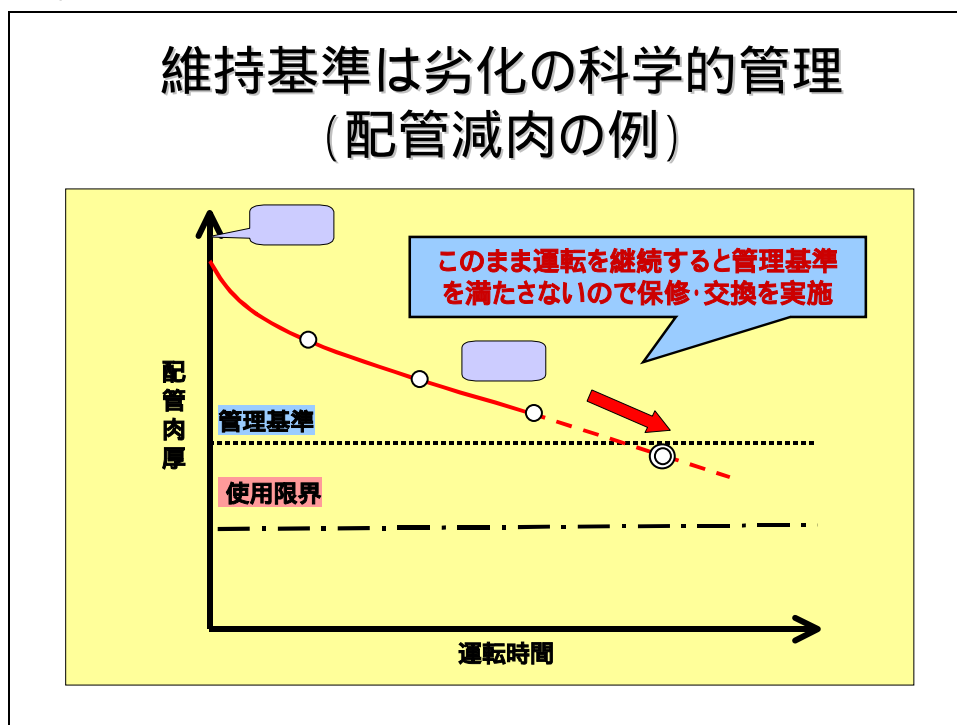 維持基準は劣化の科学的管理
(配管減肉の例)
このまま運転を継続すると管理基準
を満たさないので保修・交換を実施
配管肉厚
管理基準
使用限界
運転時間